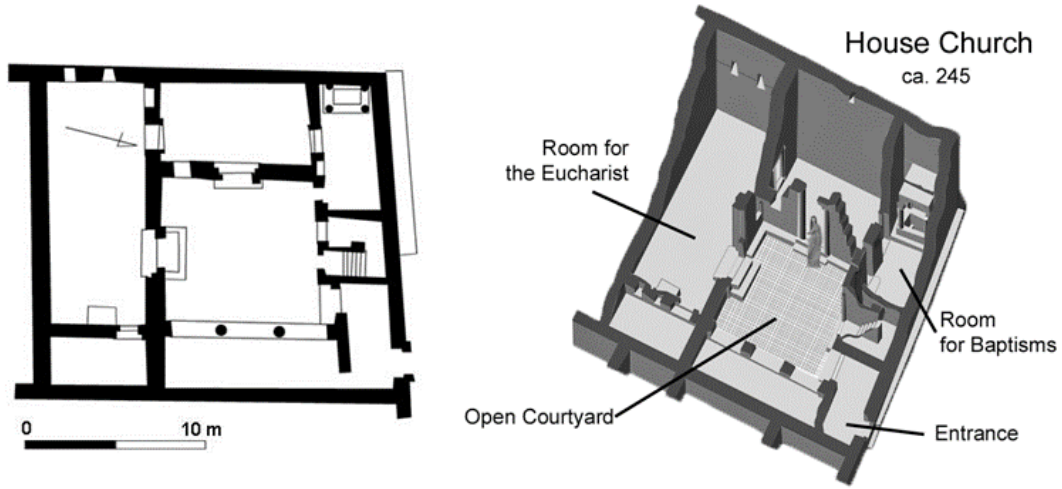 House Church
ca. 245
Room for
the Eucharist
Room
for Baptisms
Open Courtyard
Entrance
0
10 m